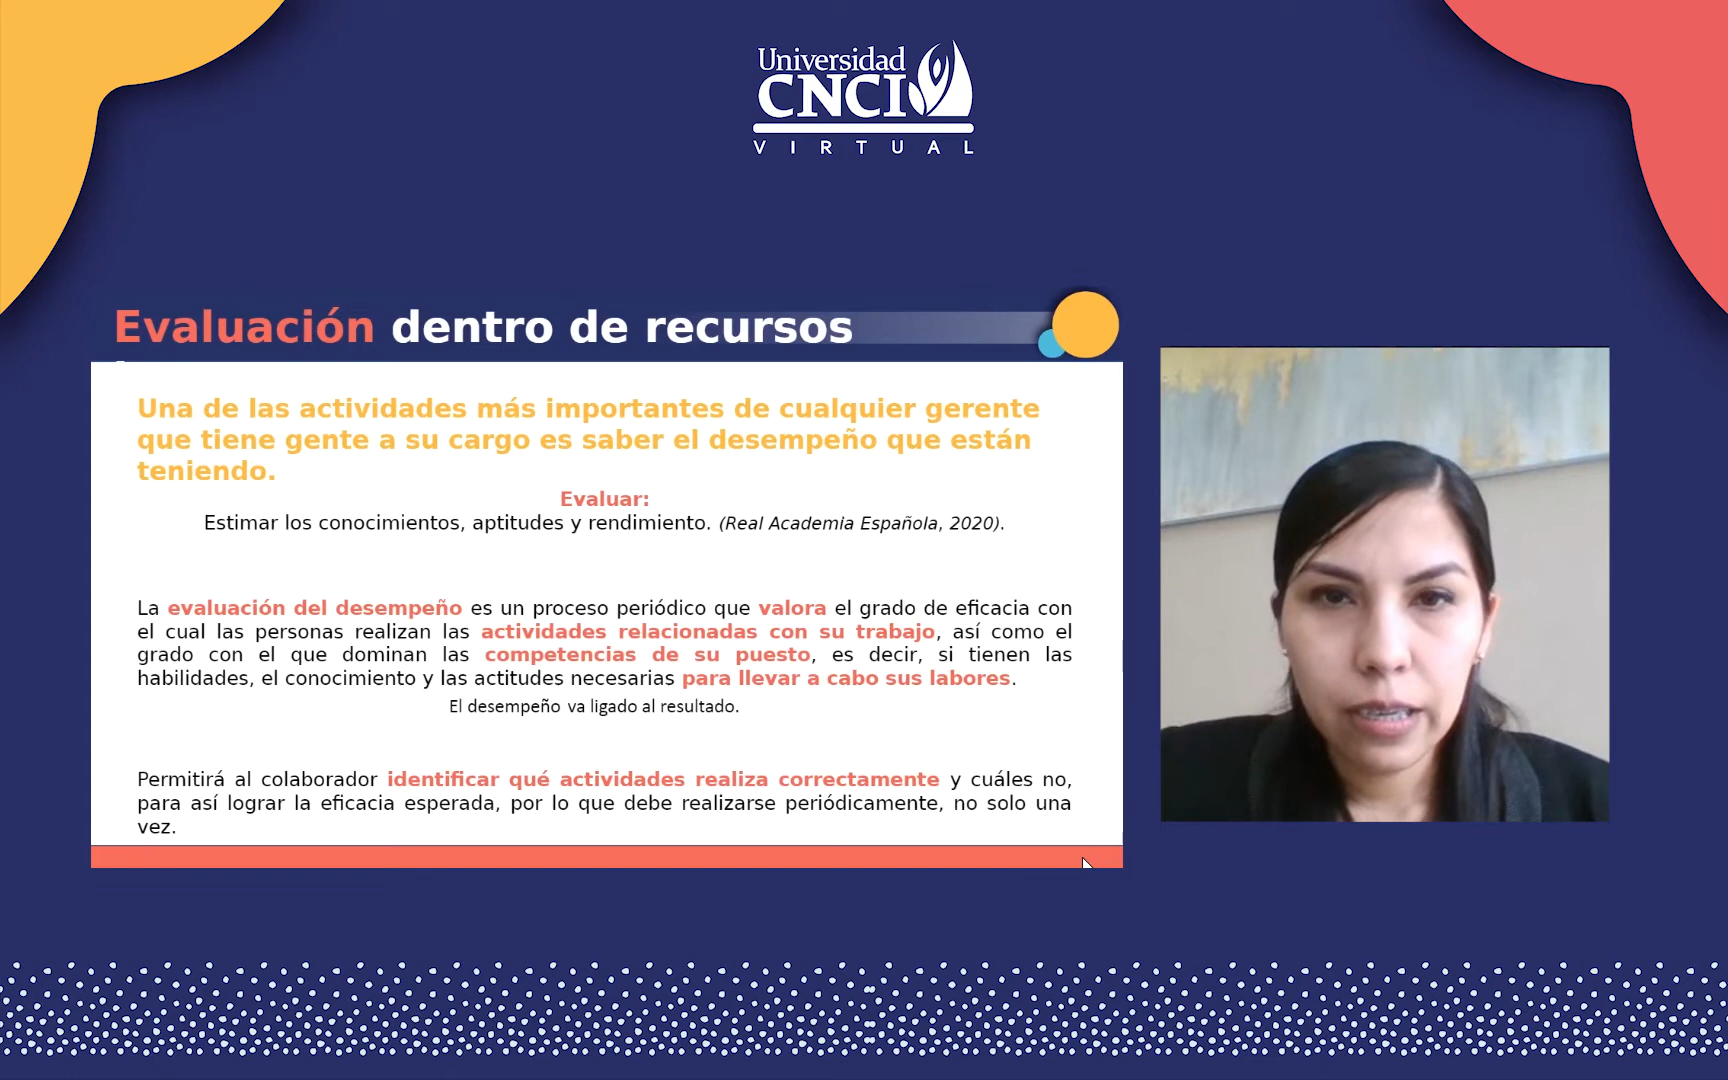 Universidad
CNCI
VIRTUAL
Evaluación dentro de recursos
Una de las actividades más importantes de cualquier gerente
que tiene gente a su cargo es saber el desempeño que están
teniendo.
Evaluar:
Estimar los conocimientos, aptitudes y rendimiento. (Real Academia Española, 2020).
La evaluación del desempeño es un proceso periódico que valora el grado de eficacia con
el cual las personas realizan las actividades relacionadas con su trabajo, así como el
grado con el que dominan las competencias de su puesto, es decir, si tienen las
habilidades, el conocimiento y las actitudes necesarias para llevar a cabo sus labores.
El desempeño va ligado al resultado.
Permitirá al colaborador identificar qué actividades realiza correctamente y cuáles no,
para así lograr la eficacia esperada, por lo que debe realizarse periódicamente, no solo una
vez.